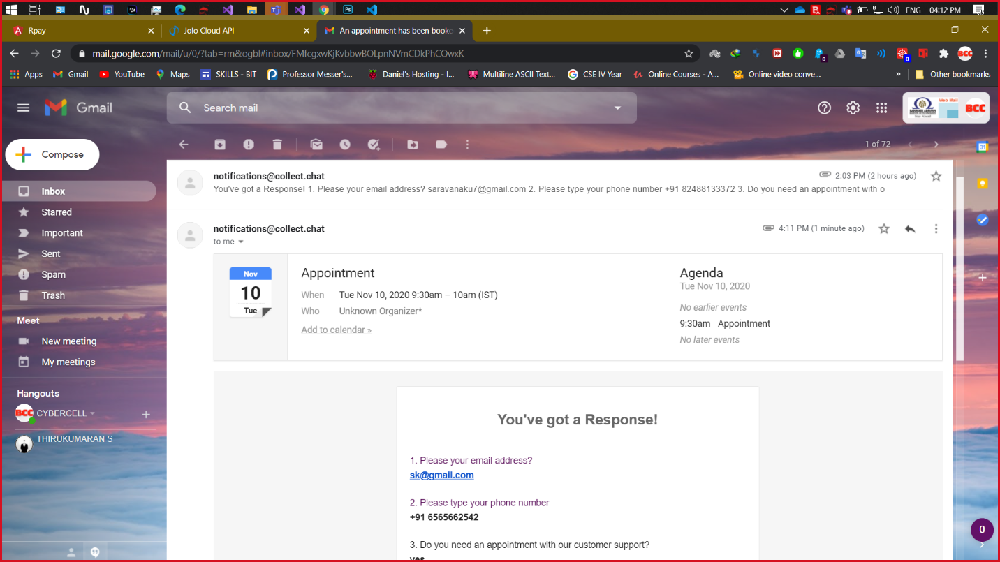 ENG 04:12 PM
Rpay
Jolo Cloud API
An appointment has been booke
mail.google.com/mail/u/0/?tab=rm&ogbl#inbox/FMfcgxwKjKvbbwBQLpnNVmCDkPhCQwxK
0
0
BCC
Apps
Gmail
YouTube
Maps
SKILLS - BIT
Professor Messer's...
Daniel's Hosting - I...
Multiline ASCII Text...
CSE IV Year
Online Courses - A...
Online video conve...
»
Other bookmarks
Gmail
Search mail
Web Mail
BCC
Compose
1 of 72
Inbox
Starred
Important
Sent
Spam
Trash
Meet
New meeting
My meetings
Hangouts
BCC CYBERCELL
THIRUKUMARAN S
.
notifications@collect.chat
2:03 PM (2 hours ago)
You've got a Response! 1. Please your email address? saravanaku7@gmail.com 2. Please type your phone number +91 82488133372 3. Do you need an appointment with o
notifications@collect.chat
4:11 PM (1 minute ago)
to me
Nov
10
Tue
Appointment
When Tue Nov 10, 2020 9:30am – 10am (IST)
Who Unknown Organizer*
Add to calendar »
Agenda
Tue Nov 10, 2020
No earlier events
9:30am Appointment
No later events
You've got a Response!
1. Please your email address?
sk@gmail.com
2. Please type your phone number
+91 6565662542
3. Do you need an appointment with our customer support?
yes
31
0